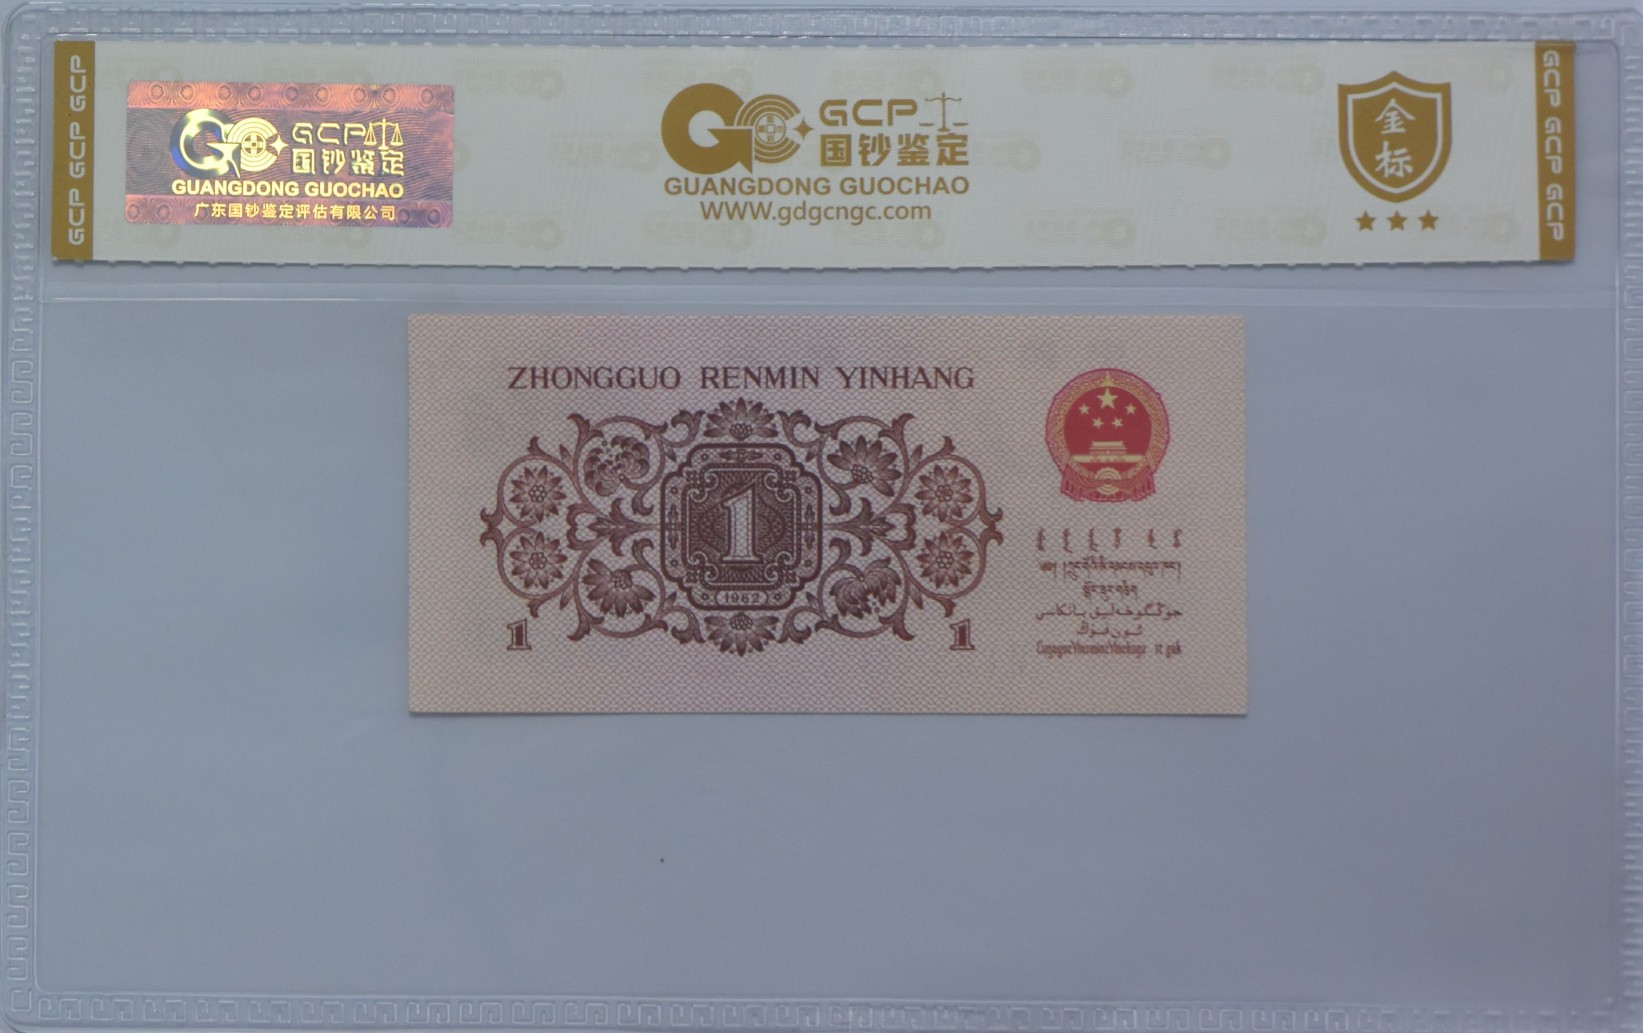 GCP GCP GCP
GCP
国钞鉴定
GUANGDONG GUOCHAO
广东国钞鉴定评估有限公司
GCP
国钞鉴定
GUANGDONG GUOCHAO
WWW.gdgcngc.com
金
标
GCP GCP GCP
ZHONGGUO RENMIN YINHANG
1
1962
1
1
جۇڭگوخەلىق بانكاسى